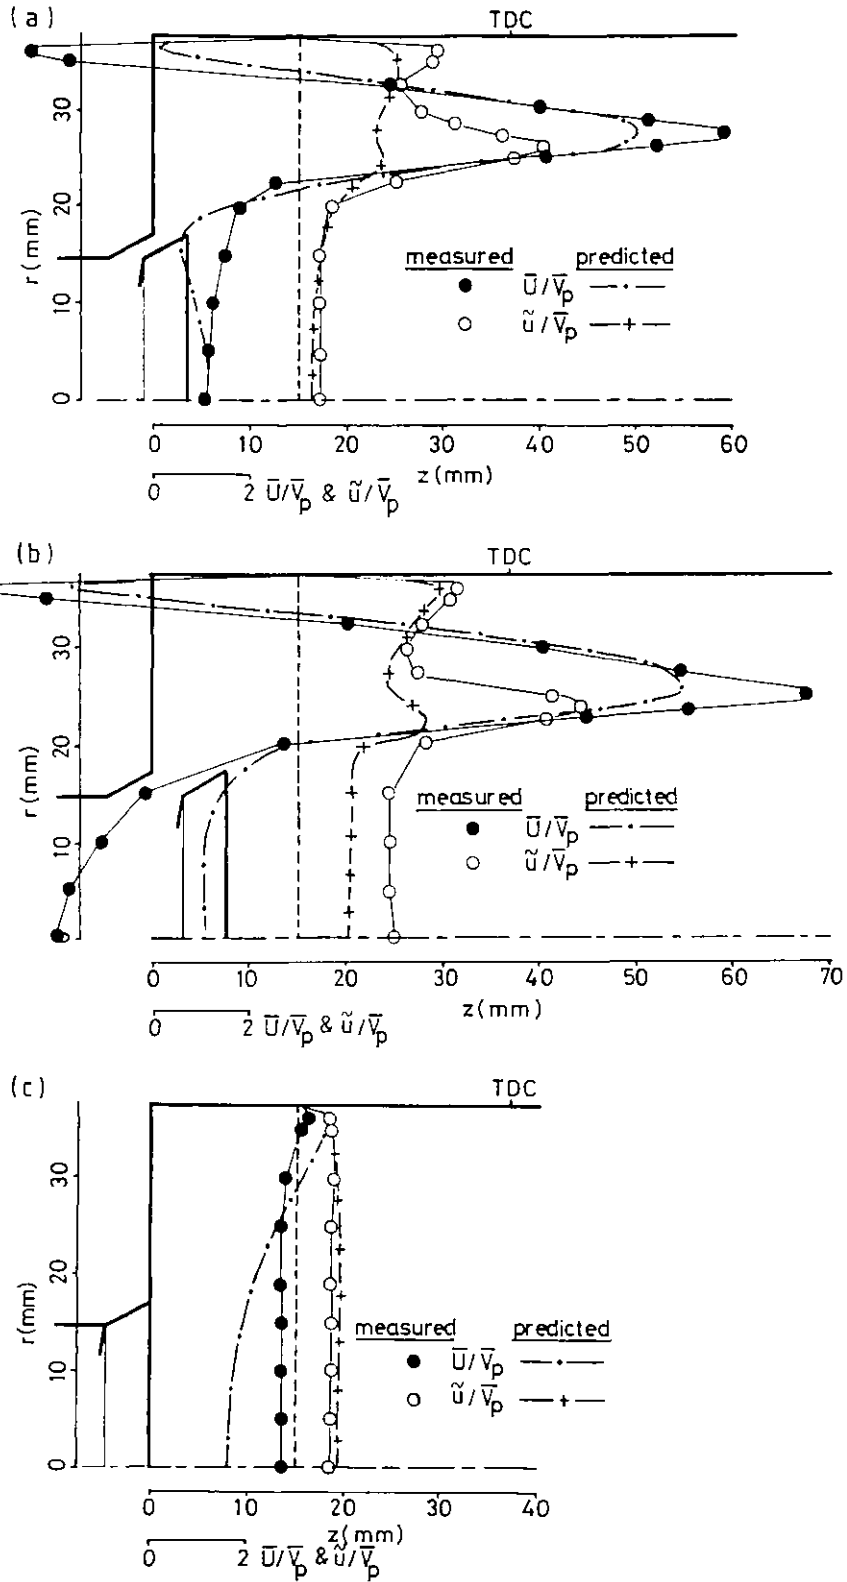 (a)
TDC
30
20
10
0
r(mm)
measured predicted
U̅/V̅p
ũ/V̅p
0 10 20 30 40 50 60
z(mm)
0 2 U̅/V̅p & ũ/V̅p
(b)
TDC
30
20
10
0
r(mm)
measured predicted
U̅/V̅p
ũ/V̅p
0 10 20 30 40 50 60 70
z(mm)
0 2 U̅/V̅p & ũ/V̅p
(c)
TDC
30
20
10
0
r(mm)
measured predicted
U̅/V̅p
ũ/V̅p
0 10 20 30 40
z(mm)
0 2 U̅/V̅p & ũ/V̅p